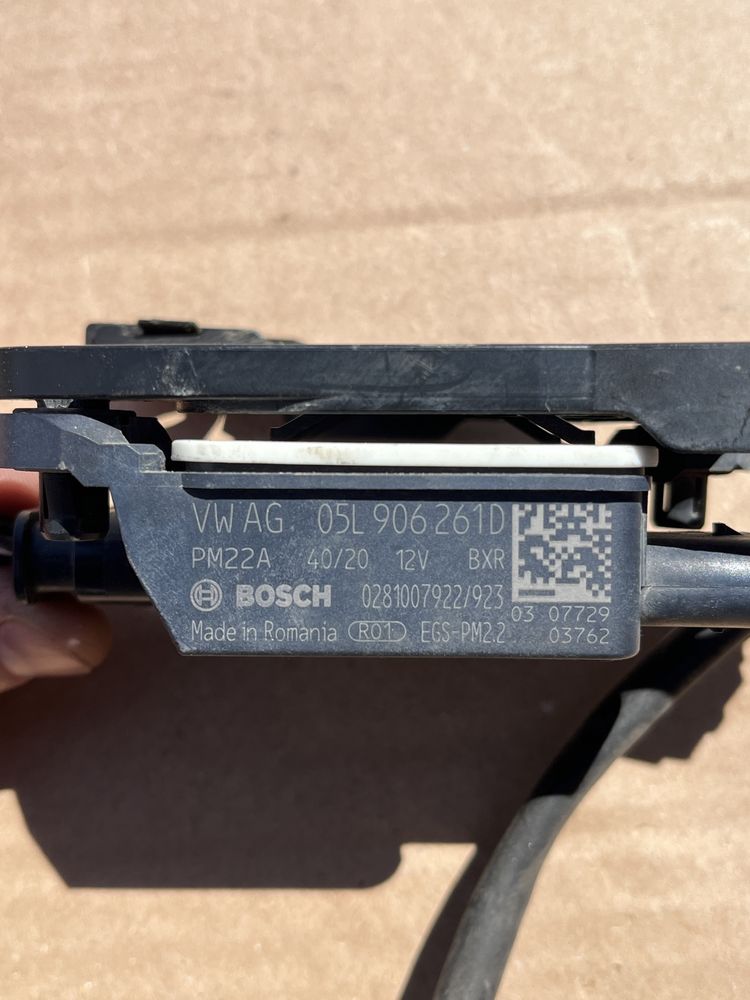 VW AG 05L 906 261D
PM22A 40/20 12V BXR
BOSCH 0281007922/923
03 07729
Made in Romania R01 EGS-PM2.2 03762